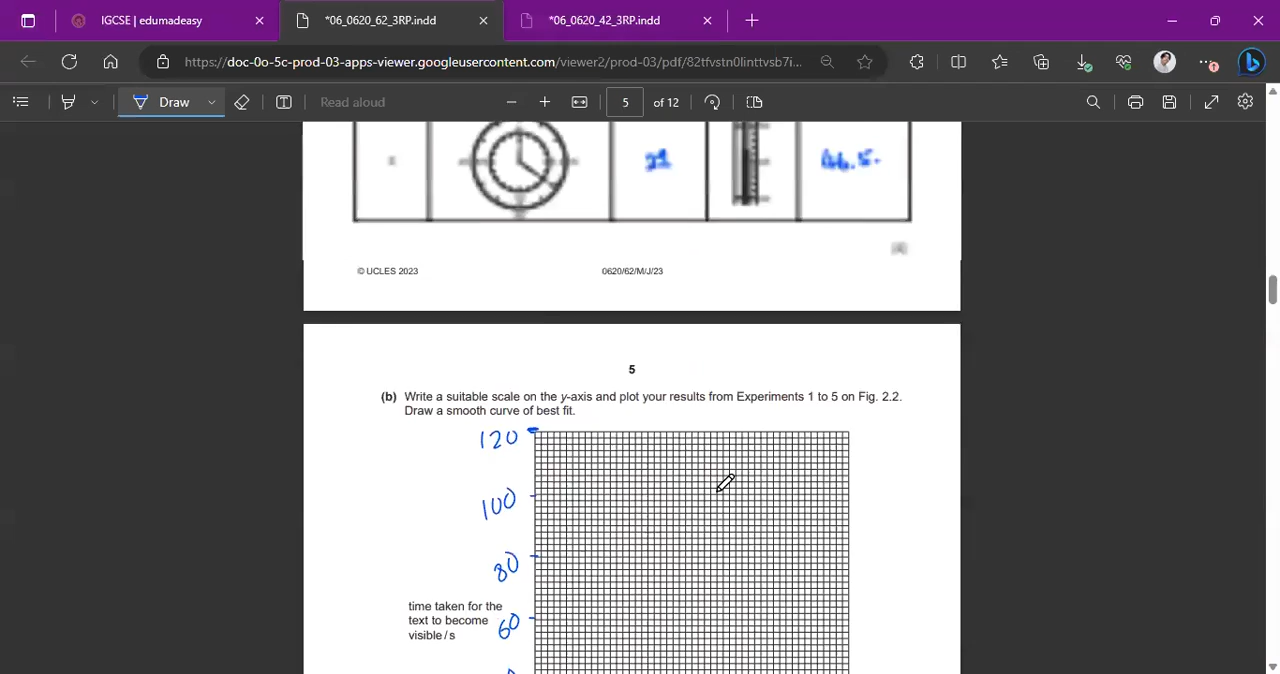 IGCSE | edumadeasy
*06_0620_62_3RP.indd
*06_0620_42_3RP.indd
https://doc-0o-5c-prod-03-apps-viewer.googleusercontent.com/viewer2/prod-03/pdf/82tfvstn0linttvsb7i...
Draw
Read aloud
5
of 12
44.5.
© UCLES 2023
0620/62/M/J/23
5
(b) Write a suitable scale on the y-axis and plot your results from Experiments 1 to 5 on Fig. 2.2.
Draw a smooth curve of best fit.
120
100
80
time taken for the
text to become
visible / s
60